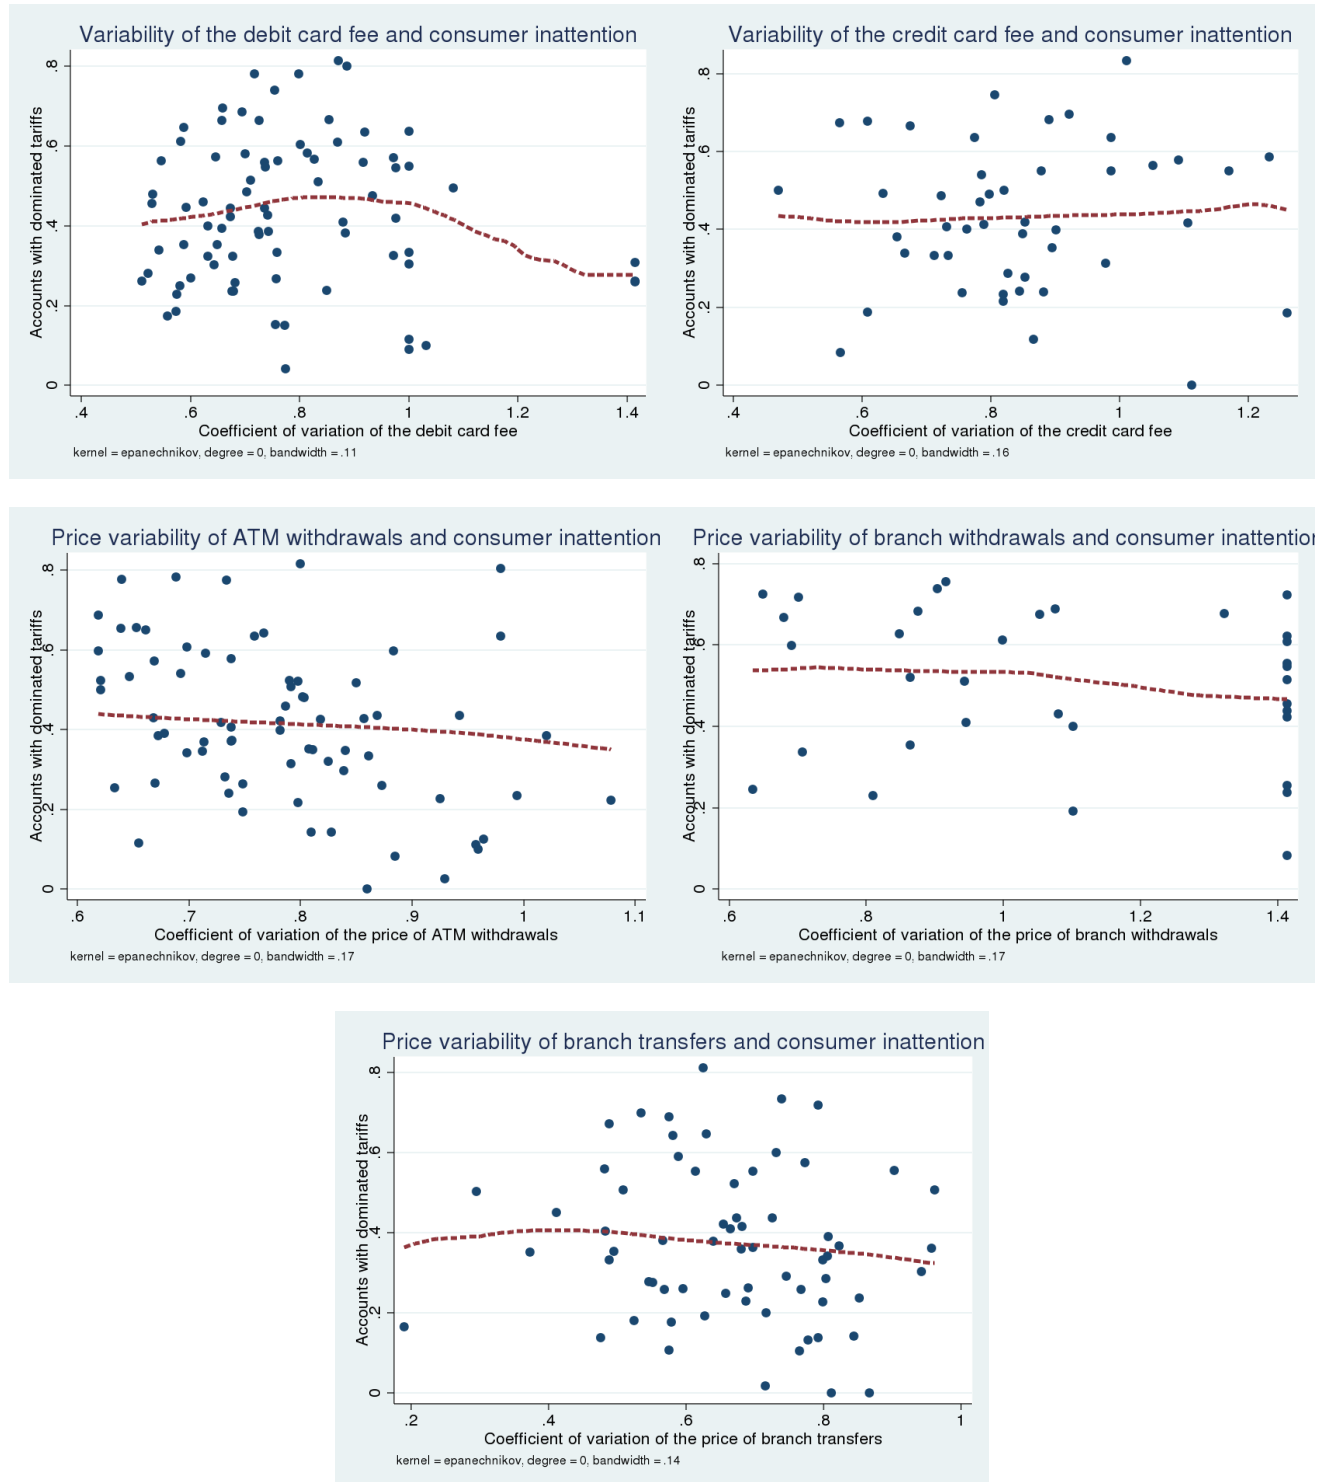 Variability of the debit card fee and consumer inattention
Accounts with dominated tariffs
.8
.6
.4
.2
0
.4 .6 .8 1 1.2 1.4
Coefficient of variation of the debit card fee
kernel = epanechnikov, degree = 0, bandwidth = .11
Variability of the credit card fee and consumer inattention
Accounts with dominated tariffs
.8
.6
.4
.2
0
.4 .6 .8 1 1.2
Coefficient of variation of the credit card fee
kernel = epanechnikov, degree = 0, bandwidth = .16
Price variability of ATM withdrawals and consumer inattention
Accounts with dominated tariffs
.8
.6
.4
.2
0
.6 .7 .8 .9 1 1.1
Coefficient of variation of the price of ATM withdrawals
kernel = epanechnikov, degree = 0, bandwidth = .17
Price variability of branch withdrawals and consumer inattention
Accounts with dominated tariffs
.8
.6
.4
.2
0
.6 .8 1 1.2 1.4
Coefficient of variation of the price of branch withdrawals
kernel = epanechnikov, degree = 0, bandwidth = .17
Price variability of branch transfers and consumer inattention
Accounts with dominated tariffs
.8
.6
.4
.2
0
.2 .4 .6 .8 1
Coefficient of variation of the price of branch transfers
kernel = epanechnikov, degree = 0, bandwidth = .14